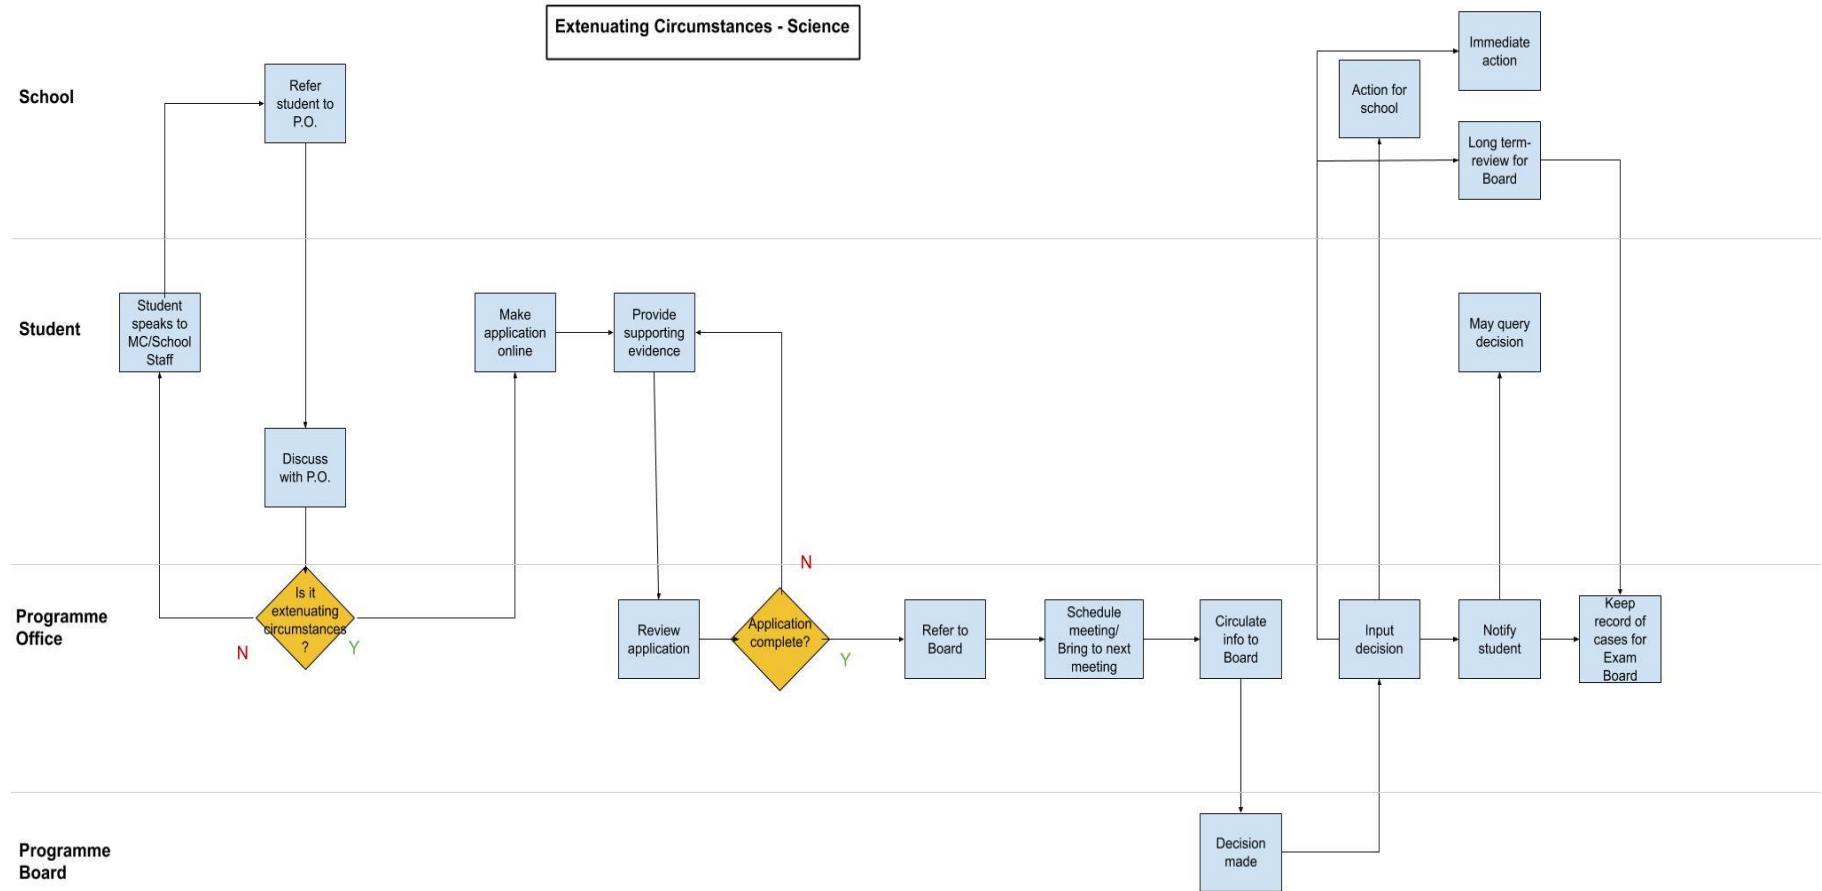 Extenuating Circumstances - Science
School
Refer
student to
P.O.
Action for
school
Immediate
action
Long term-
review for
Board
Student
Student
speaks to
MC/School
Staff
Make
application
online
Provide
supporting
evidence
May query
decision
Discuss
with P.O.
Programme
Office
Is it
extenuating
circumstances
?
N
Y
Review
application
Application
complete?
N
Y
Refer to
Board
Schedule
meeting/
Bring to next
meeting
Circulate
info to
Board
Input
decision
Notify
student
Keep
record of
cases for
Exam
Board
Programme
Board
Decision
made